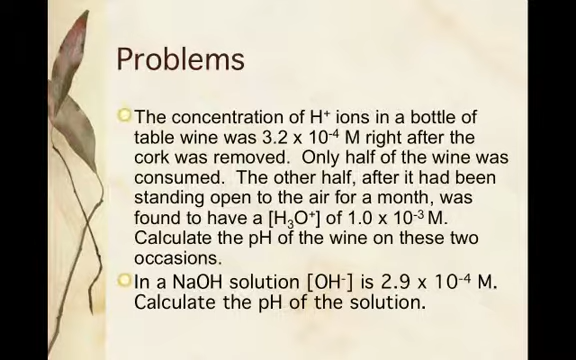 Problems
The concentration of H⁺ ions in a bottle of
table wine was 3.2 x 10⁻⁴ M right after the
cork was removed. Only half of the wine was
consumed. The other half, after it had been
standing open to the air for a month, was
found to have a [H₃O⁺] of 1.0 x 10⁻³ M.
Calculate the pH of the wine on these two
occasions.
In a NaOH solution [OH⁻] is 2.9 x 10⁻⁴ M.
Calculate the pH of the solution.